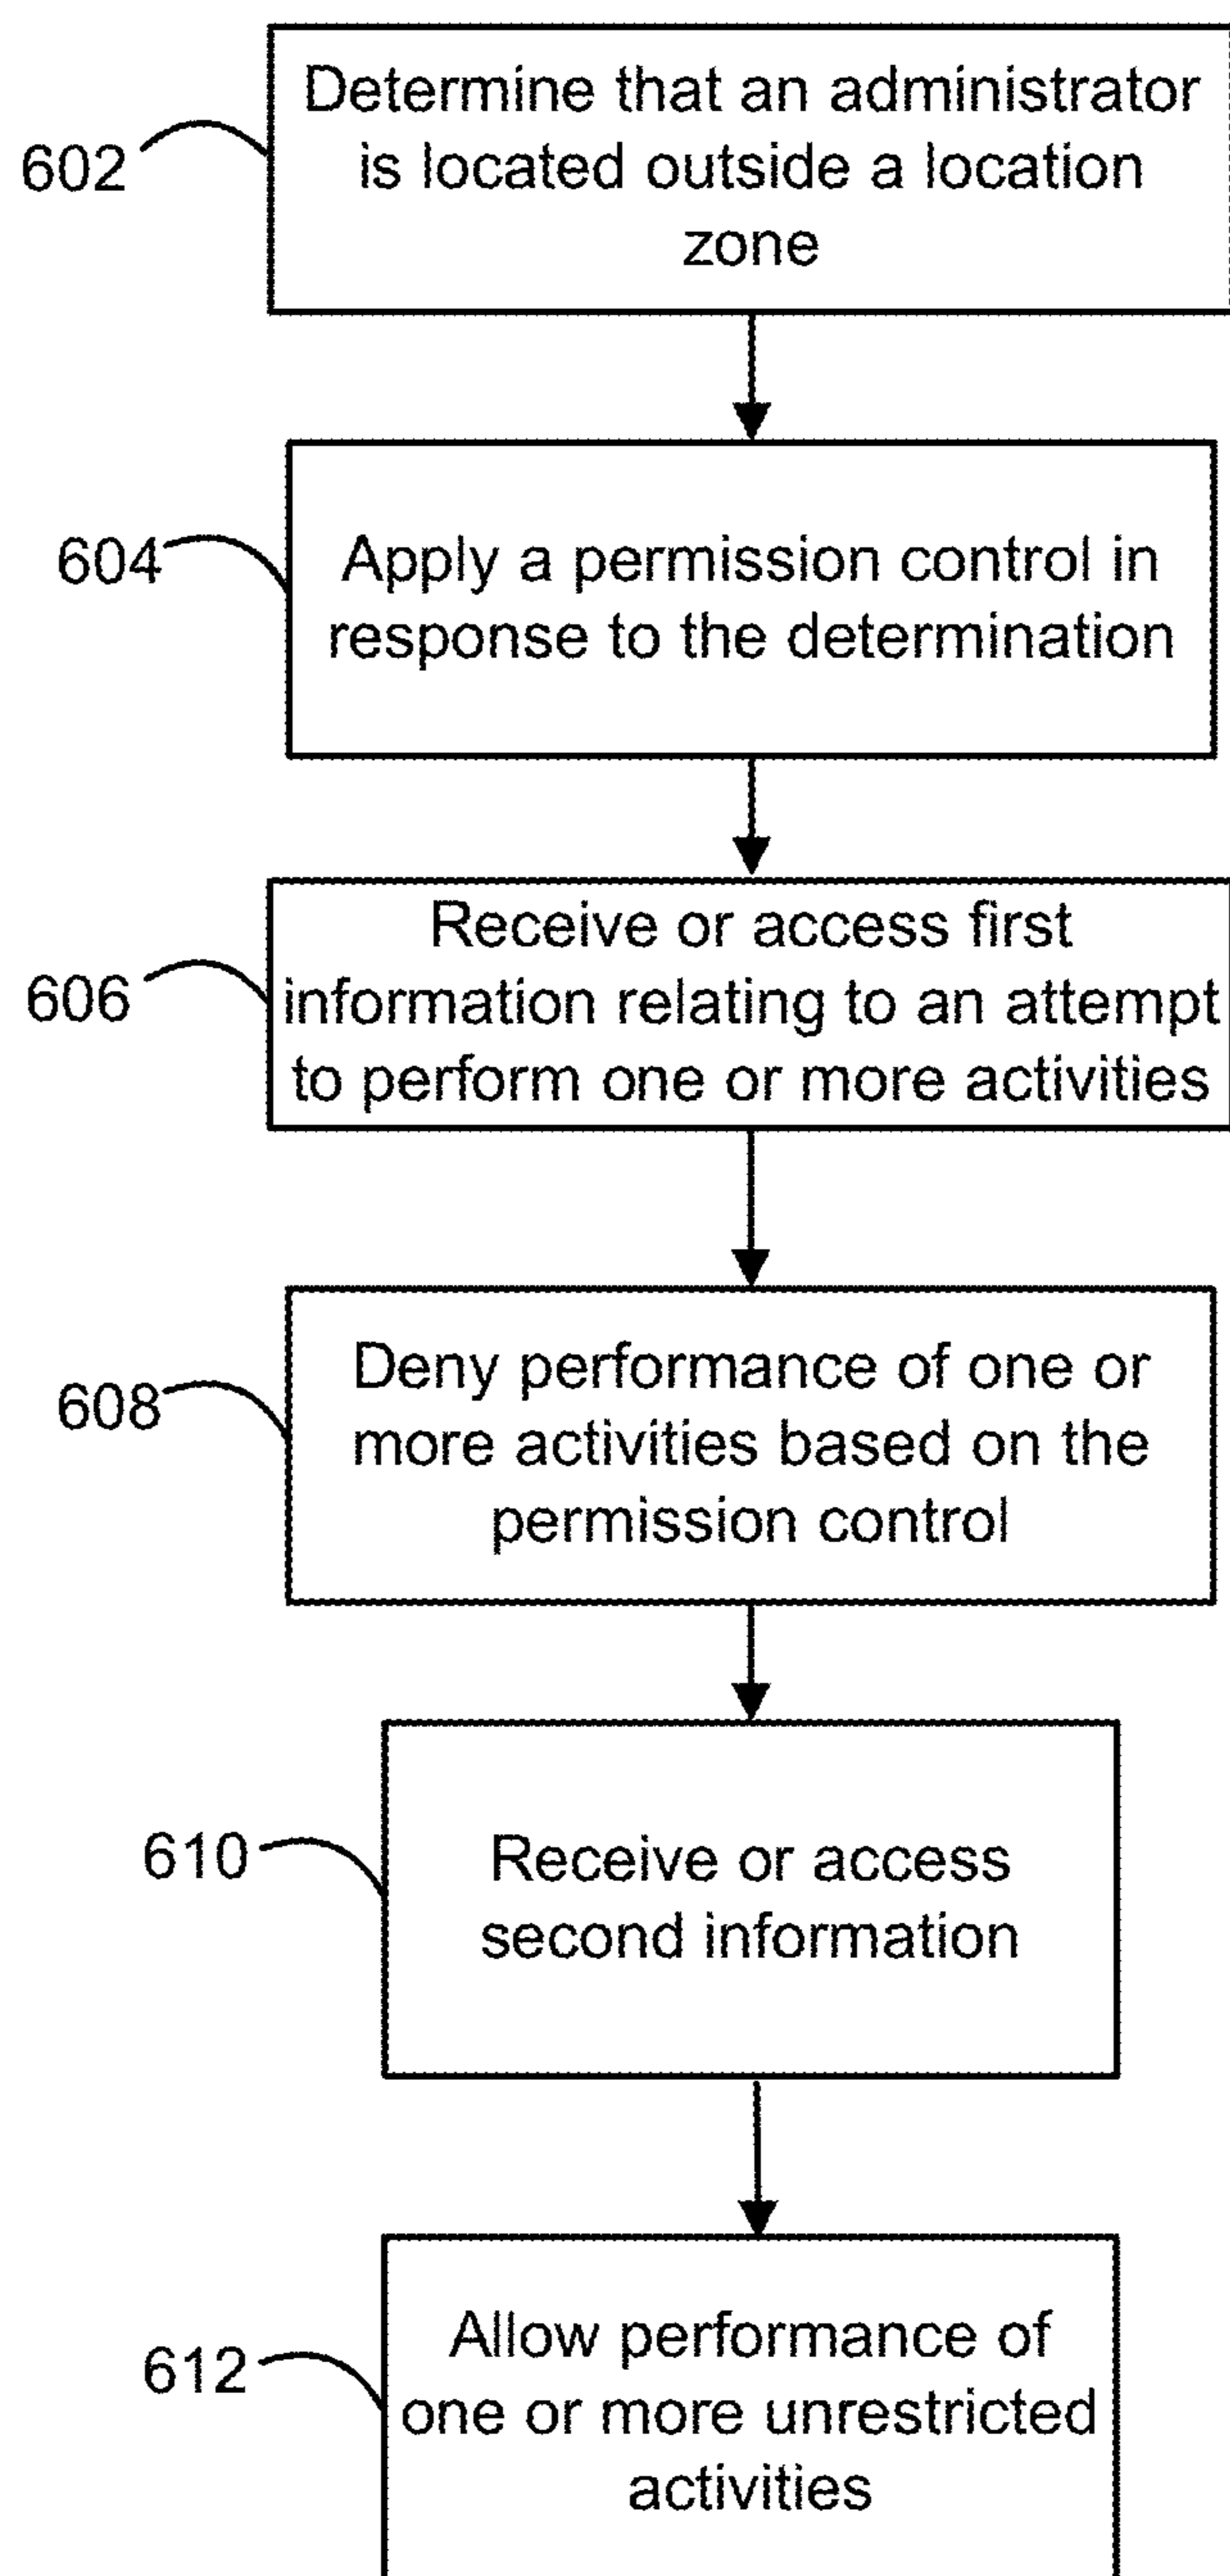 602
Determine that an administrator
is located outside a location
zone
604
Apply a permission control in
response to the determination
606
Receive or access first
information relating to an attempt
to perform one or more activities
608
Deny performance of one or
more activities based on the
permission control
610
Receive or access
second information
612
Allow performance of
one or more unrestricted
activities